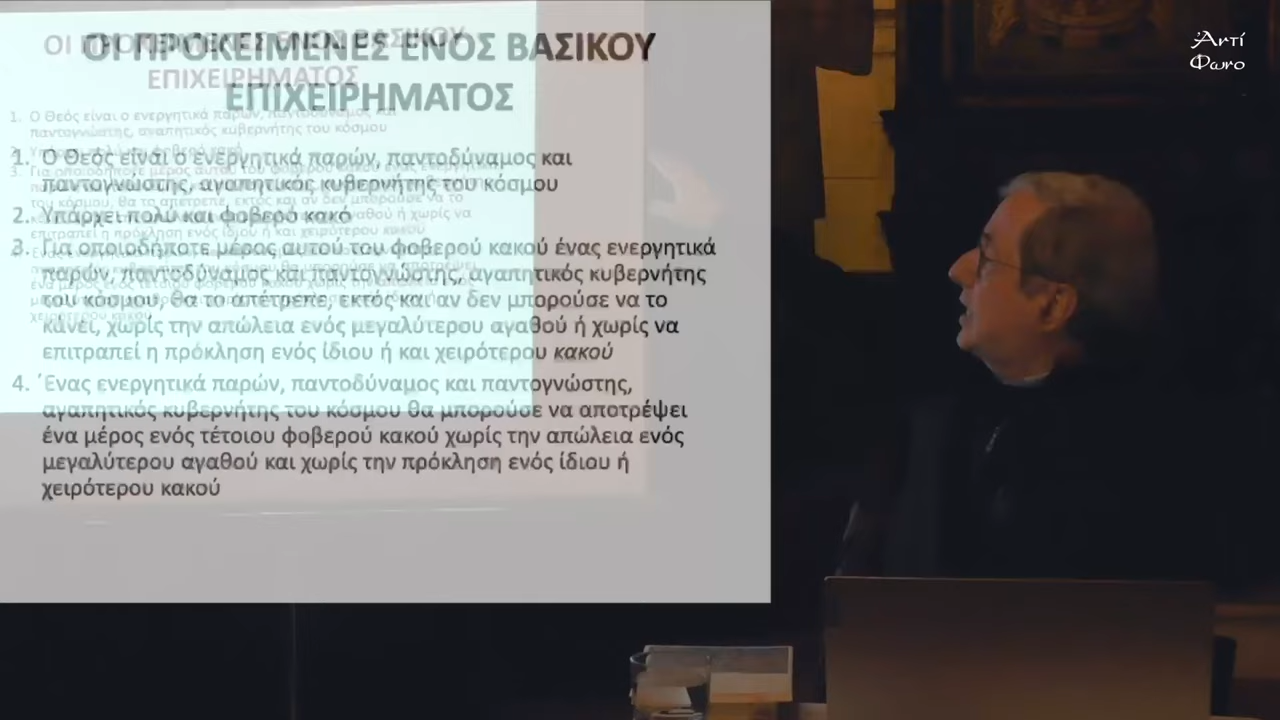 ΟΙ ΠΡΟΚΕΙΜΕΝΕΣ ΕΝΟΣ ΒΑΣΙΚΟΥ
ΕΠΙΧΕΙΡΗΜΑΤΟΣ
1. Ο Θεός είναι ο ενεργητικά παρών, παντοδύναμος και
παντογνώστης, αγαπητικός κυβερνήτης του κόσμου
2. Υπάρχει πολύ και φοβερό κακό
3. Για οποιοδήποτε μέρος αυτού του φοβερού κακού ένας ενεργητικά
παρών, παντοδύναμος και παντογνώστης, αγαπητικός κυβερνήτης
του κόσμου, θα το απέτρεπε, εκτός και αν δεν μπορούσε να το
κάνει, χωρίς την απώλεια ενός μεγαλύτερου αγαθού ή χωρίς να
επιτραπεί η πρόκληση ενός ίδιου ή και χειρότερου κακού
4. ΄Ενας ενεργητικά παρών, παντοδύναμος και παντογνώστης,
αγαπητικός κυβερνήτης του κόσμου θα μπορούσε να αποτρέψει
ένα μέρος ενός τέτοιου φοβερού κακού χωρίς την απώλεια ενός
μεγαλύτερου αγαθού και χωρίς την πρόκληση ενός ίδιου ή
χειρότερου κακού
Ἀντί
Φωνο